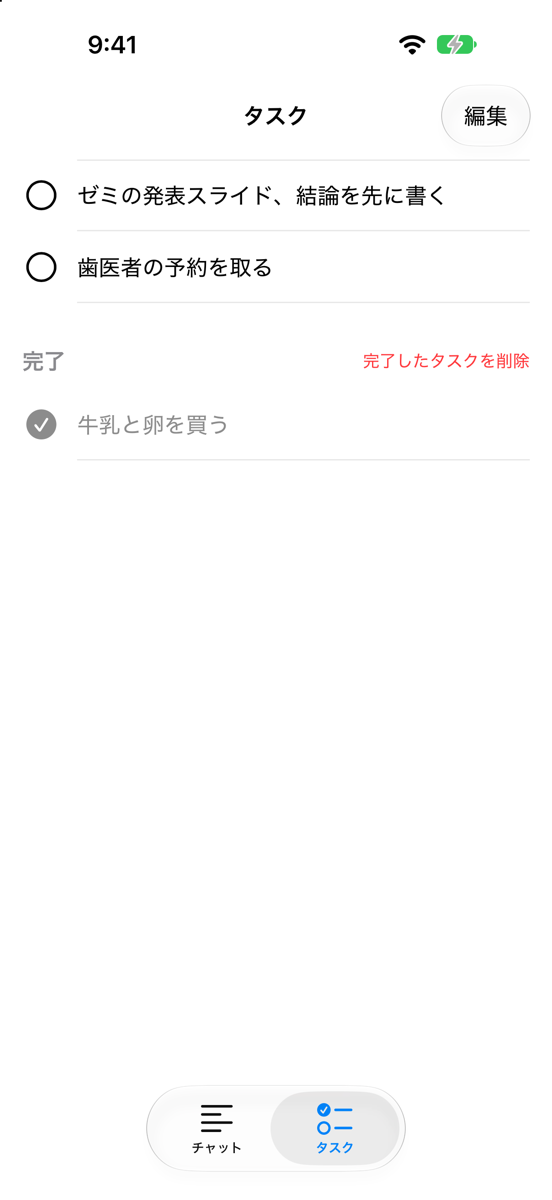 9:41
タスク
編集
ゼミの発表スライド、結論を先に書く
歯医者の予約を取る
完了
完了したタスクを削除
牛乳と卵を買う
チャット
タスク